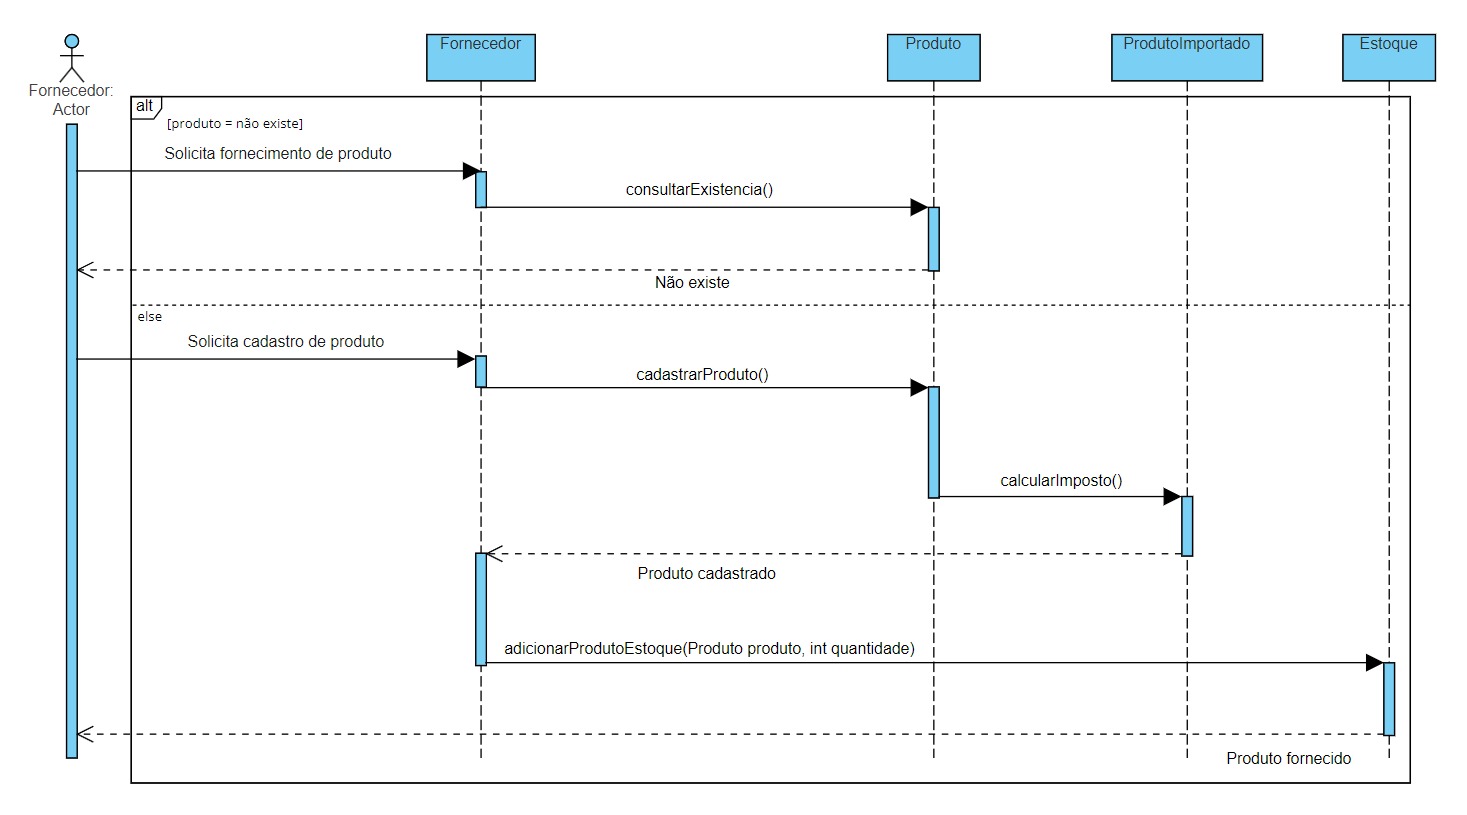 Fornecedor
Produto
ProdutoImportado
Estoque
Fornecedor:
Actor
alt
[produto = não existe]
Solicita fornecimento de produto
consultarExistencia()
Não existe
else
Solicita cadastro de produto
cadastrarProduto()
calcularImposto()
Produto cadastrado
adicionarProdutoEstoque(Produto produto, int quantidade)
Produto fornecido